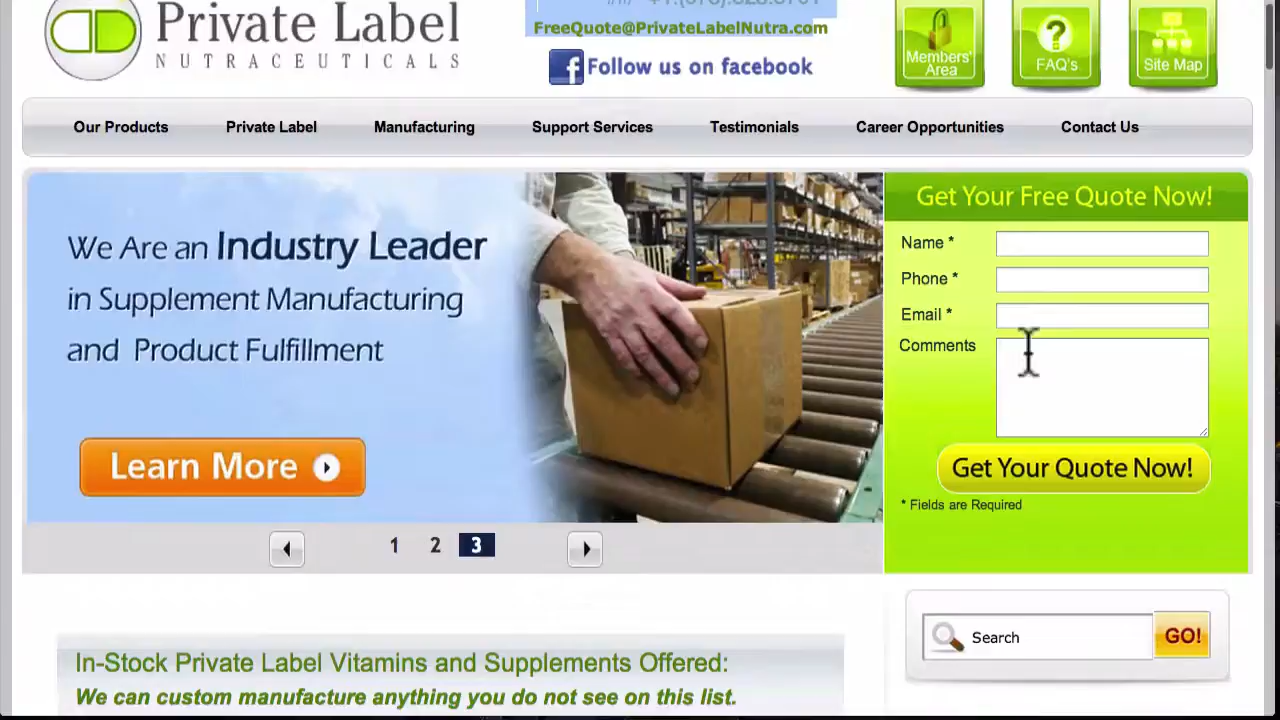 Private Label
NUTRACEUTICALS
FreeQuote@PrivateLabelNutra.com
Follow us on facebook
Members' Area
FAQ's
Site Map
Our Products Private Label Manufacturing Support Services Testimonials Career Opportunities Contact Us
We Are an Industry Leader
in Supplement Manufacturing
and Product Fulfillment
Learn More
1 2 3
Get Your Free Quote Now!
Name *
Phone *
Email *
Comments
Get Your Quote Now!
* Fields are Required
Search GO!
In-Stock Private Label Vitamins and Supplements Offered:
We can custom manufacture anything you do not see on this list.